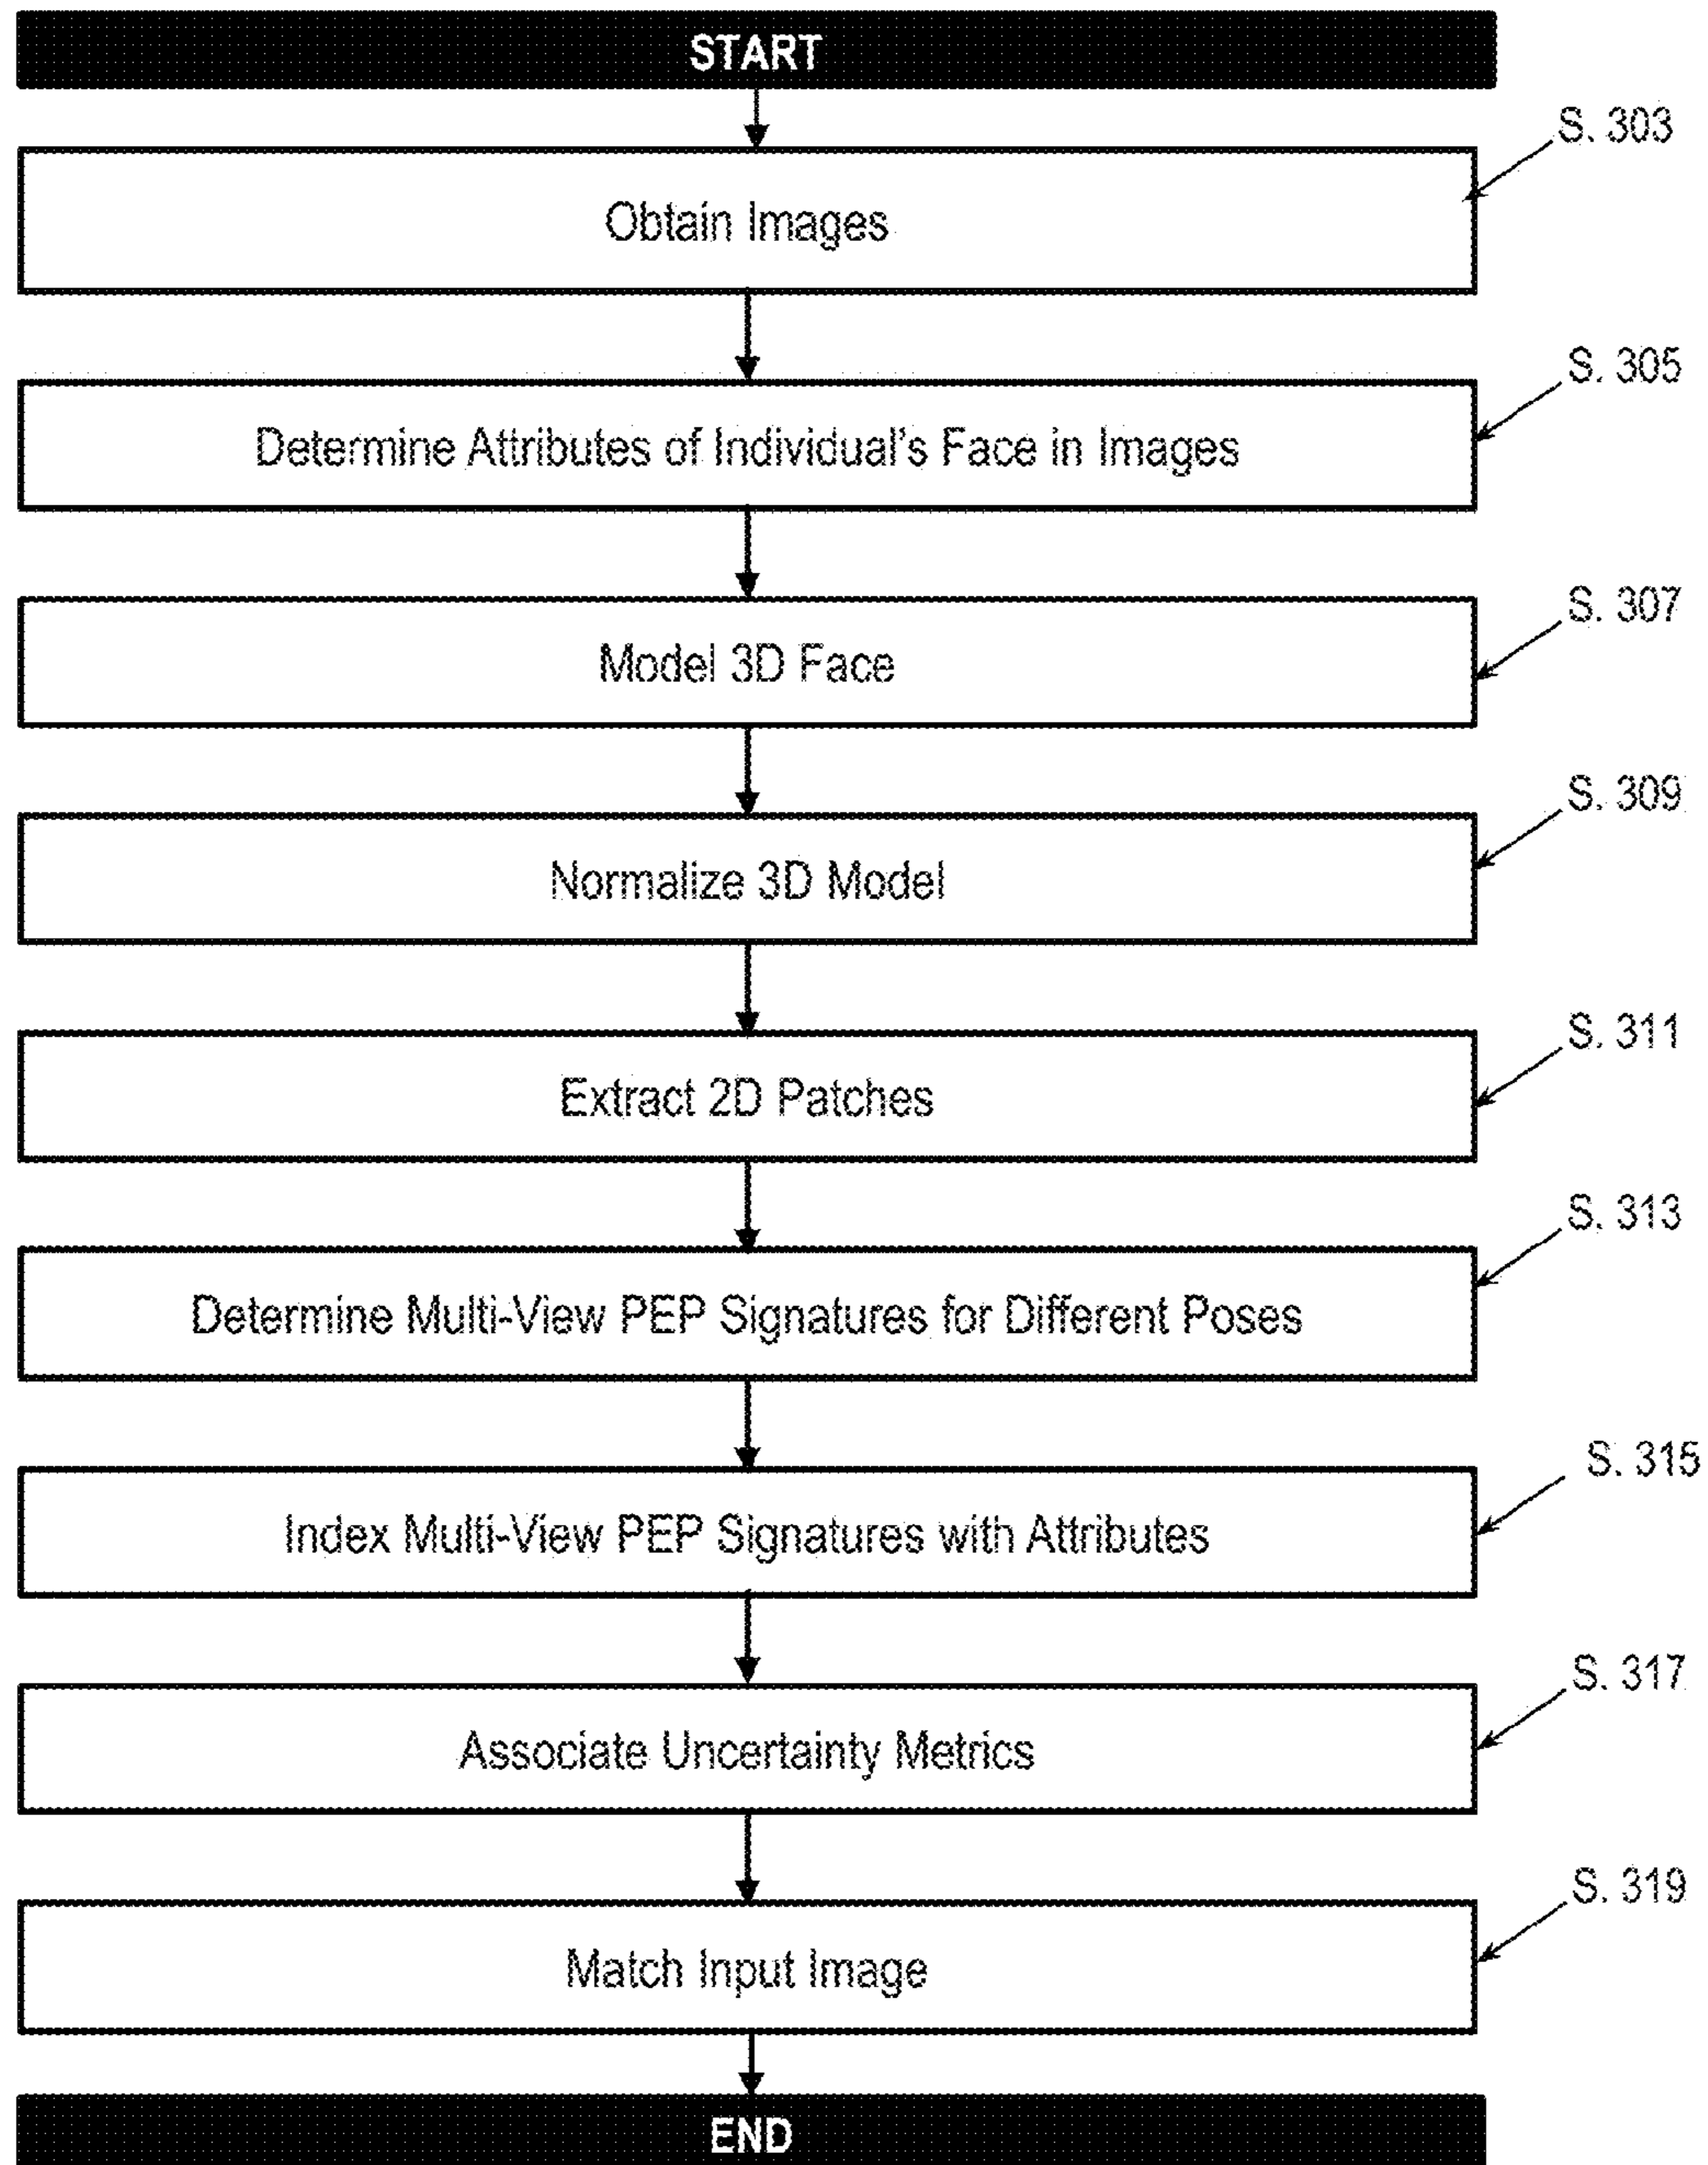 START
S. 303
Obtain Images
S. 305
Determine Attributes of Individual's Face in Images
S. 307
Model 3D Face
S. 309
Normalize 3D Model
S. 311
Extract 2D Patches
S. 313
Determine Multi-View PEP Signatures for Different Poses
S. 315
Index Multi-View PEP Signatures with Attributes
S. 317
Associate Uncertainty Metrics
S. 319
Match Input Image
END